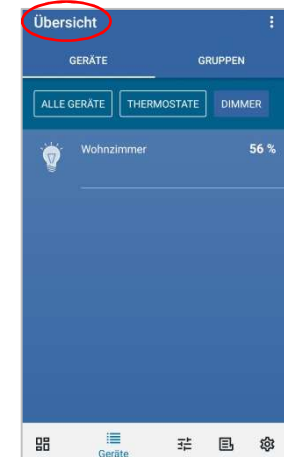 Übersicht
GERÄTE GRUPPEN
ALLE GERÄTE THERMOSTATE DIMMER
Wohnzimmer 56 %
Geräte